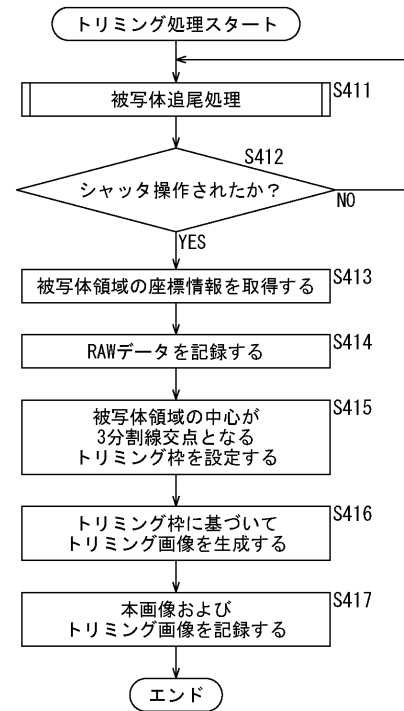 トリミング処理スタート
被写体追尾処理
S411
S412
シャッタ操作されたか?
NO
YES
S413
被写体領域の座標情報を取得する
S414
RAWデータを記録する
S415
被写体領域の中心が
3分割線交点となる
トリミング枠を設定する
S416
トリミング枠に基づいて
トリミング画像を生成する
S417
本画像および
トリミング画像を記録する
エンド